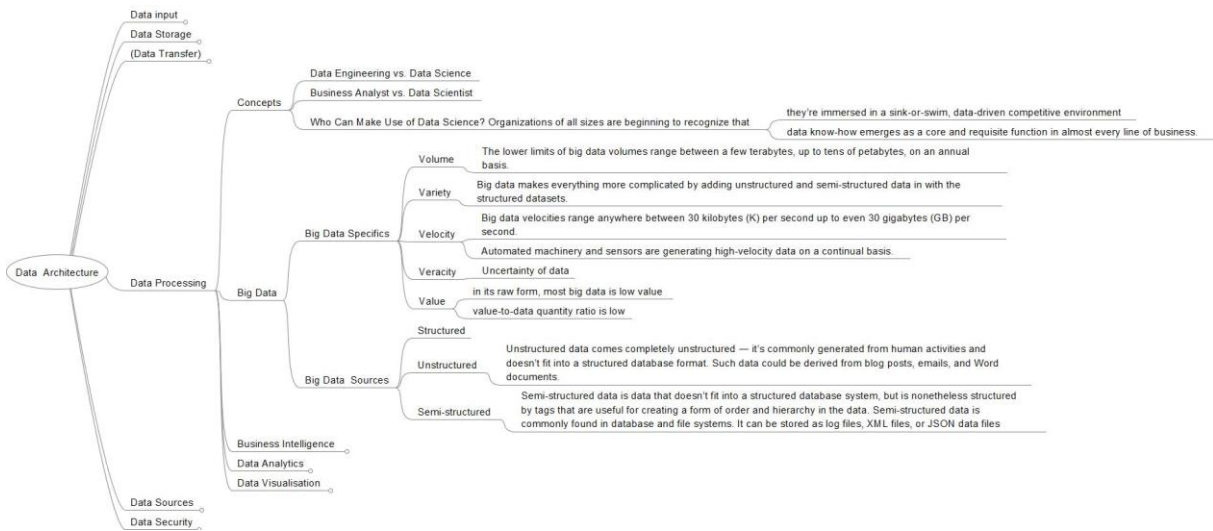 Data input
Data Storage
(Data Transfer)
Data Engineering vs. Data Science
Concepts
Business Analyst vs. Data Scientist
they're immersed in a sink-or-swim, data-driven competitive environment
Who Can Make Use of Data Science? Organizations of all sizes are beginning to recognize that
data know-how emerges as a core and requisite function in almost every line of business.
Volume
The lower limits of big data volumes range between a few terabytes, up to tens of petabytes, on an annual
basis.
Variety
Big data makes everything more complicated by adding unstructured and semi-structured data in with the
structured datasets.
Big Data Specifics
Velocity
Big data velocities range anywhere between 30 kilobytes (K) per second up to even 30 gigabytes (GB) per
second.
Automated machinery and sensors are generating high-velocity data on a continual basis.
Data Architecture
Data Processing
Big Data
Veracity
Uncertainty of data
Value
in its raw form, most big data is low value
value-to-data quantity ratio is low
Structured
Big Data Sources
Unstructured
Unstructured data comes completely unstructured — it's commonly generated from human activities and
doesn't fit into a structured database format. Such data could be derived from blog posts, emails, and Word
documents.
Semi-structured
Semi-structured data is data that doesn't fit into a structured database system, but is nonetheless structured
by tags that are useful for creating a form of order and hierarchy in the data. Semi-structured data is
commonly found in database and file systems. It can be stored as log files, XML files, or JSON data files
Business Intelligence
Data Analytics
Data Visualisation
Data Sources
Data Security